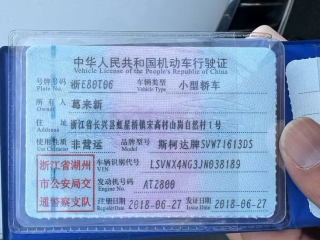 中华人民共和国机动车行驶证
Vehicle License of the People's Republic of China
号牌号码 浙E80T06 车辆类型 小型轿车
Plate No. Vehicle Type
所有人 葛来新
Owner
住址 浙江省长兴县虹星桥镇宋高村山岗自然村1号
Address
使用性质 非营运 品牌型号 斯柯达牌SVW71613DS
Use Character Model
浙江省湖州 车辆识别代号 LSVNX4NG3JN038189
VIN
市公安局交 发动机号码 ATZ800
Engine No.
通警察支队 注册日期 2018-06-27 发证日期 2018-06-27
Register Date Issue Date